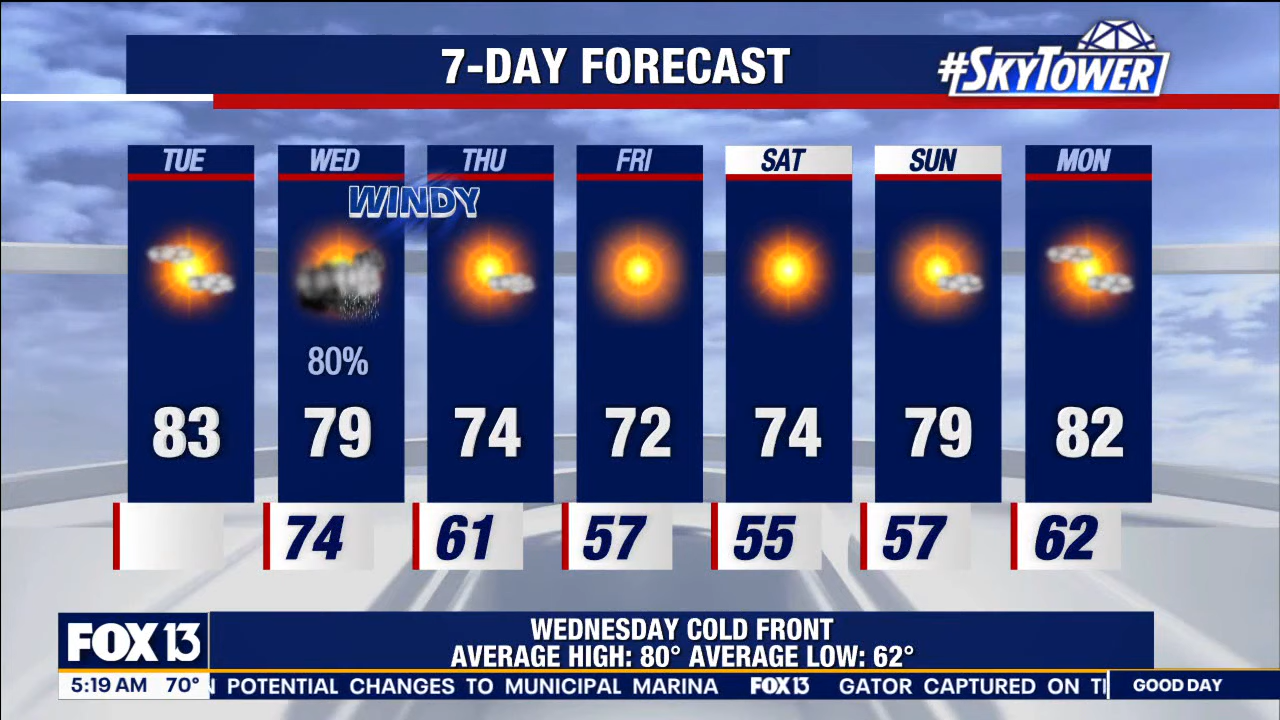 7-DAY FORECAST
#SKYTOWER
TUE WED THU FRI SAT SUN MON
WINDY
80%
83 79 74 72 74 79 82
74 61 57 55 57 62
WEDNESDAY COLD FRONT
AVERAGE HIGH: 80° AVERAGE LOW: 62°
FOX 13
5:19 AM 70° POTENTIAL CHANGES TO MUNICIPAL MARINA FOX 13 GATOR CAPTURED ON GOOD DAY